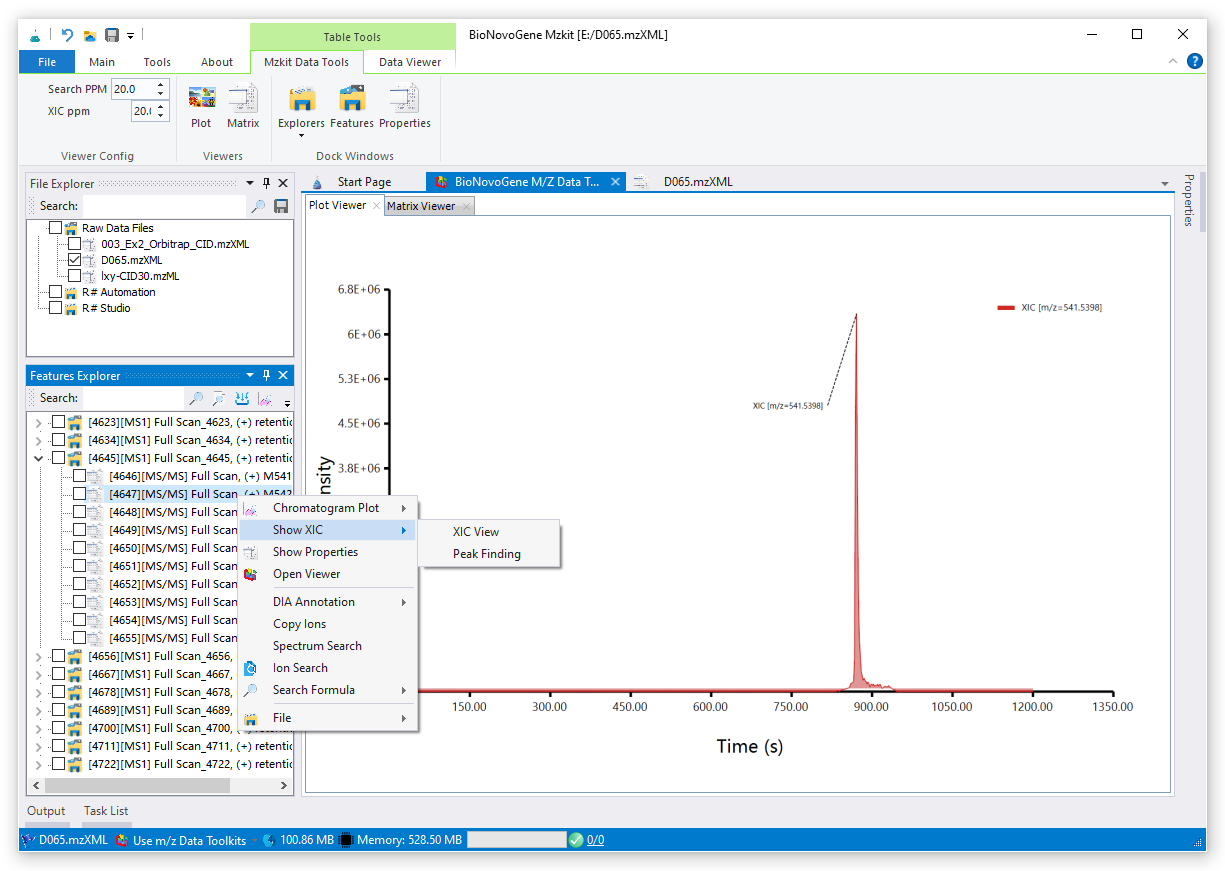 Table Tools
BioNovoGene Mzkit [E:/D065.mzXML]
File Main Tools About Mzkit Data Tools Data Viewer
Search PPM 20.0
XIC ppm
Plot Matrix Explorers Features Properties
Viewer Config Viewers Dock Windows
File Explorer
Search:
Raw Data Files
003_Ex2_Orbitrap_CID.mzXML
D065.mzXML
lxy-CID30.mzML
R# Automation
R# Studio
Features Explorer
Search:
[4623][MS1] Full Scan_4623, (+) retentic
[4634][MS1] Full Scan_4634, (+) retentic
[4645][MS1] Full Scan_4645, (+) retentic
[4646][MS/MS] Full Scan, (+) M541
[4647][MS/MS] Full Scan, (+) M542
[4648][MS/MS] Full Scan
[4649][MS/MS] Full Scan
[4650][MS/MS] Full Scan
[4651][MS/MS] Full Scan
[4652][MS/MS] Full Scan
[4653][MS/MS] Full Scan
[4654][MS/MS] Full Scan
[4655][MS/MS] Full Scan
[4656][MS1] Full Scan_4656,
[4667][MS1] Full Scan_4667,
[4678][MS1] Full Scan_4678,
[4689][MS1] Full Scan_4689,
[4700][MS1] Full Scan_4700,
[4711][MS1] Full Scan_4711, (+) retentic
[4722][MS1] Full Scan_4722, (+) retentic
Chromatogram Plot
Show XIC
Show Properties
Open Viewer
DIA Annotation
Copy Ions
Spectrum Search
Ion Search
Search Formula
File
XIC View
Peak Finding
Start Page BioNovoGene M/Z Data T... D065.mzXML
Plot Viewer Matrix Viewer
Properties
6.8E+06
6E+06
5.3E+06
4.5E+06
3.8E+06
nsity
XIC [m/z=541.5398]
XIC [m/z=541.5398]
150.00 300.00 450.00 600.00 750.00 900.00 1050.00 1200.00 1350.00
Time (s)
Output Task List
D065.mzXML Use m/z Data Toolkits 100.86 MB Memory: 528.50 MB 0/0